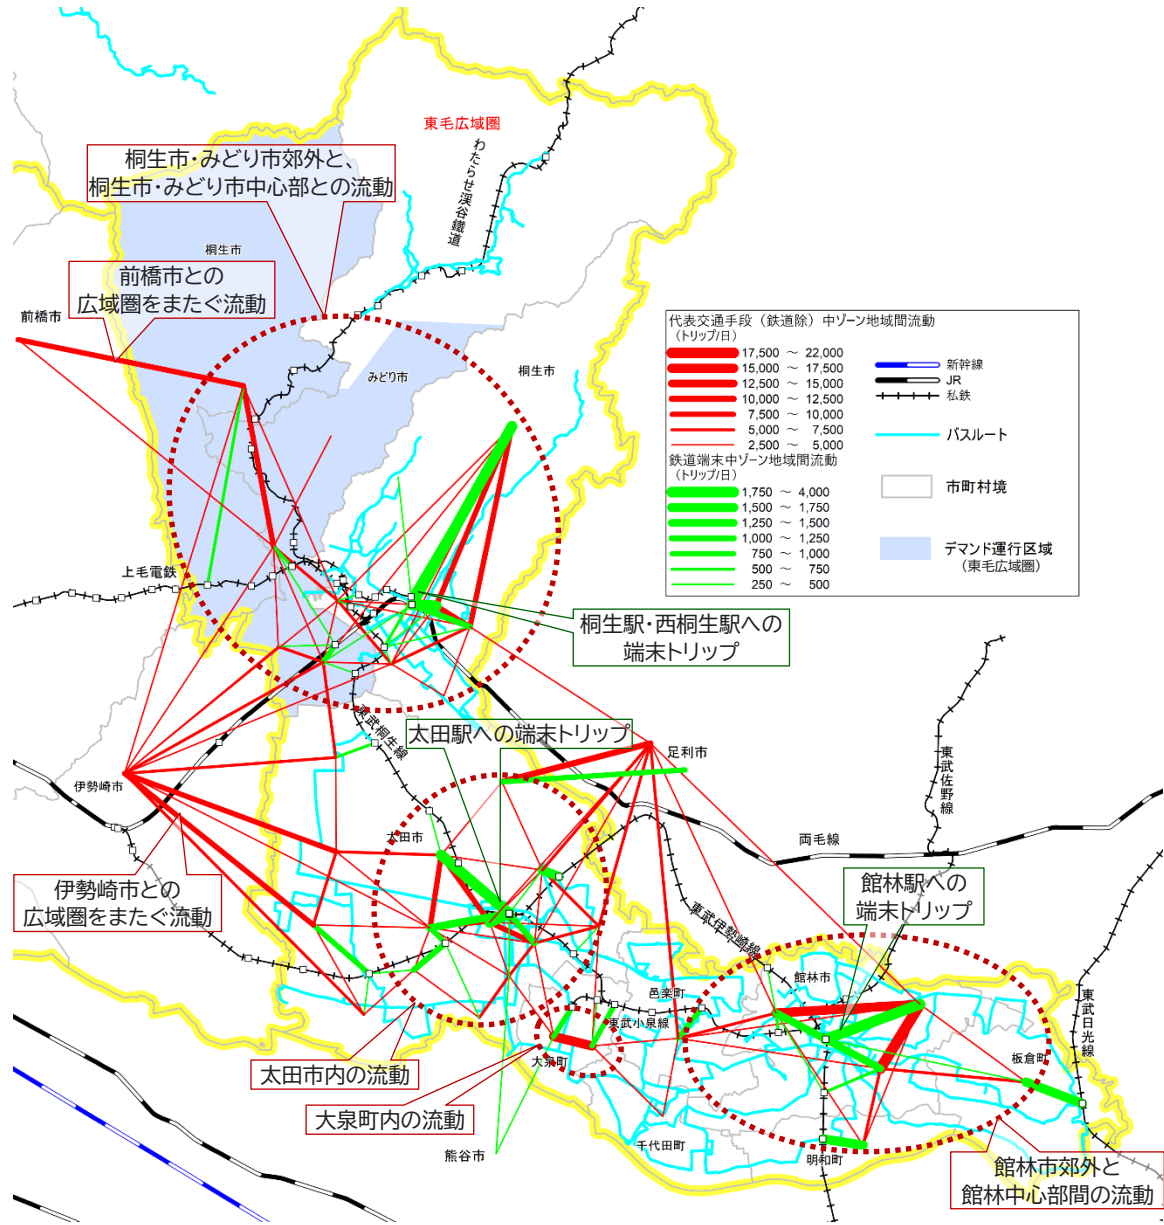 東毛広域圏
わたらせ渓谷鐵道
桐生市・みどり市郊外と、
桐生市・みどり市中心部との流動
桐生市
前橋市との
広域圏をまたぐ流動
前橋市
みどり市
桐生市
代表交通手段（鉄道除）中ゾーン地域間流動
（トリップ/日）
17,500 ～ 22,000
15,000 ～ 17,500
12,500 ～ 15,000
10,000 ～ 12,500
7,500 ～ 10,000
5,000 ～ 7,500
2,500 ～ 5,000
鉄道端末中ゾーン地域間流動
（トリップ/日）
1,750 ～ 4,000
1,500 ～ 1,750
1,250 ～ 1,500
1,000 ～ 1,250
750 ～ 1,000
500 ～ 750
250 ～ 500
新幹線
JR
私鉄
バスルート
市町村境
デマンド運行区域
（東毛広域圏）
上毛電鉄
桐生駅・西桐生駅への
端末トリップ
東武桐生線
太田駅への端末トリップ
足利市
東武佐野線
伊勢崎市
両毛線
太田市
伊勢崎市との
広域圏をまたぐ流動
館林駅への
端末トリップ
東武伊勢崎線
館林市
邑楽町
東武小泉線
東武日光線
板倉町
大泉町
太田市内の流動
大泉町内の流動
千代田町
明和町
熊谷市
館林市郊外と
館林中心部間の流動